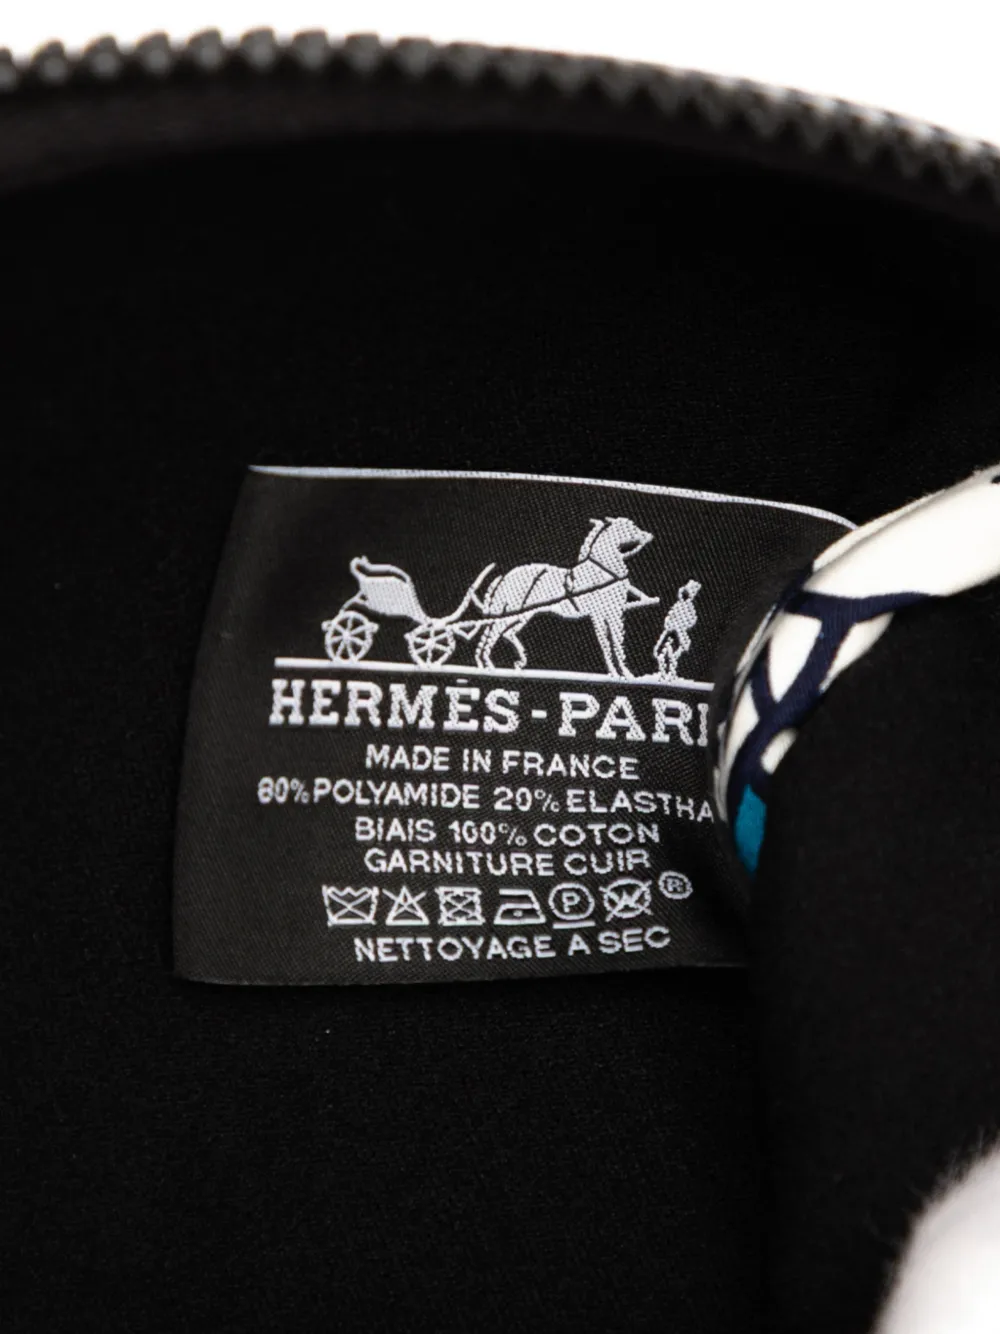 HERMÈS-PARI
MADE IN FRANCE
80% POLYAMIDE 20% ELASTHA
BIAIS 100% COTON
GARNITURE CUIR
P W ®
NETTOYAGE A SEC